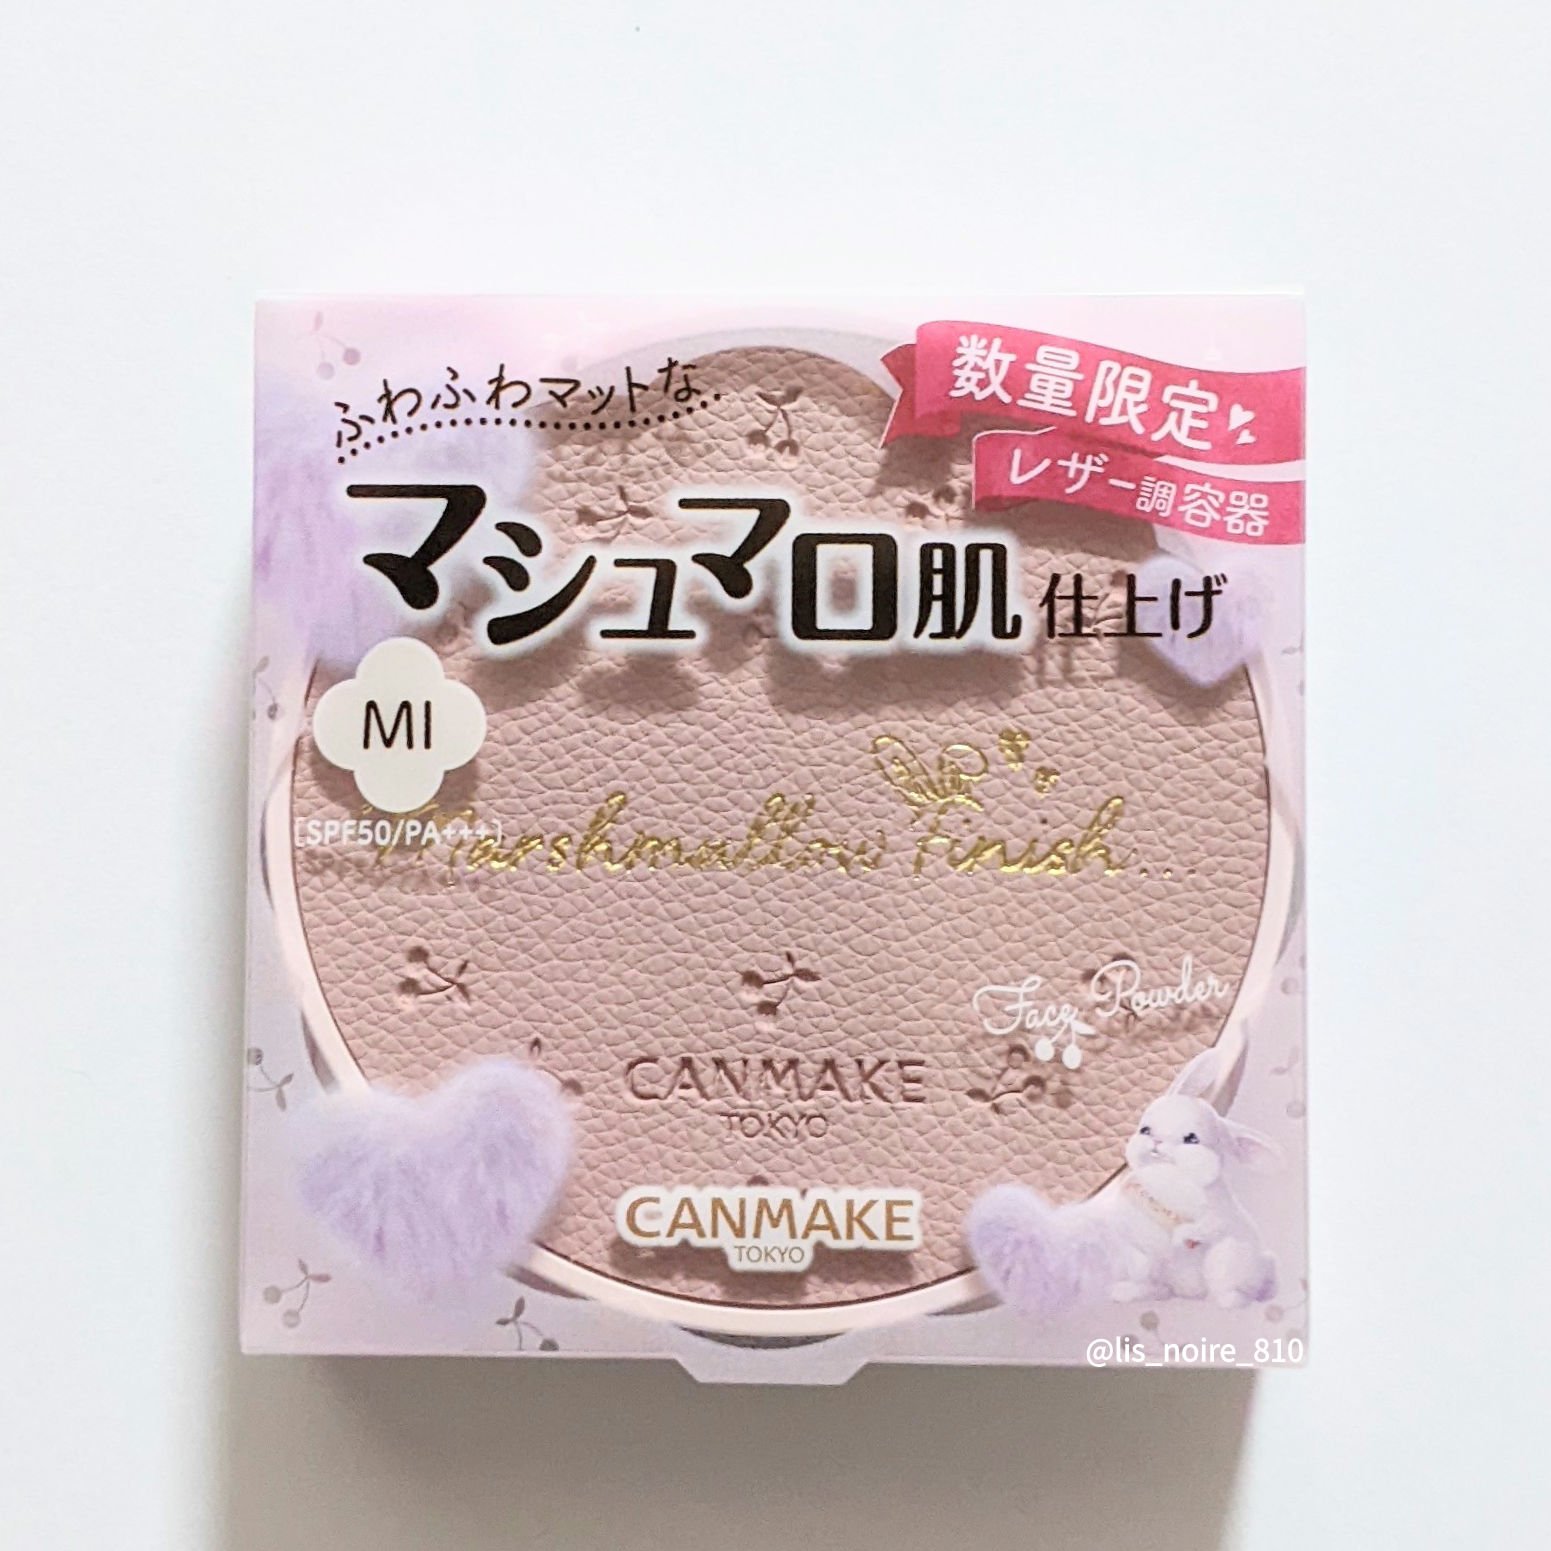 ふわふわマットな
数量限定
レザー調容器
マシュマロ肌 仕上げ
MI
[SPF50/PA+++]
Marshmallow Finish...
Face Powder
CANMAKE
TOKYO
CANMAKE
TOKYO
@lis_noire_810